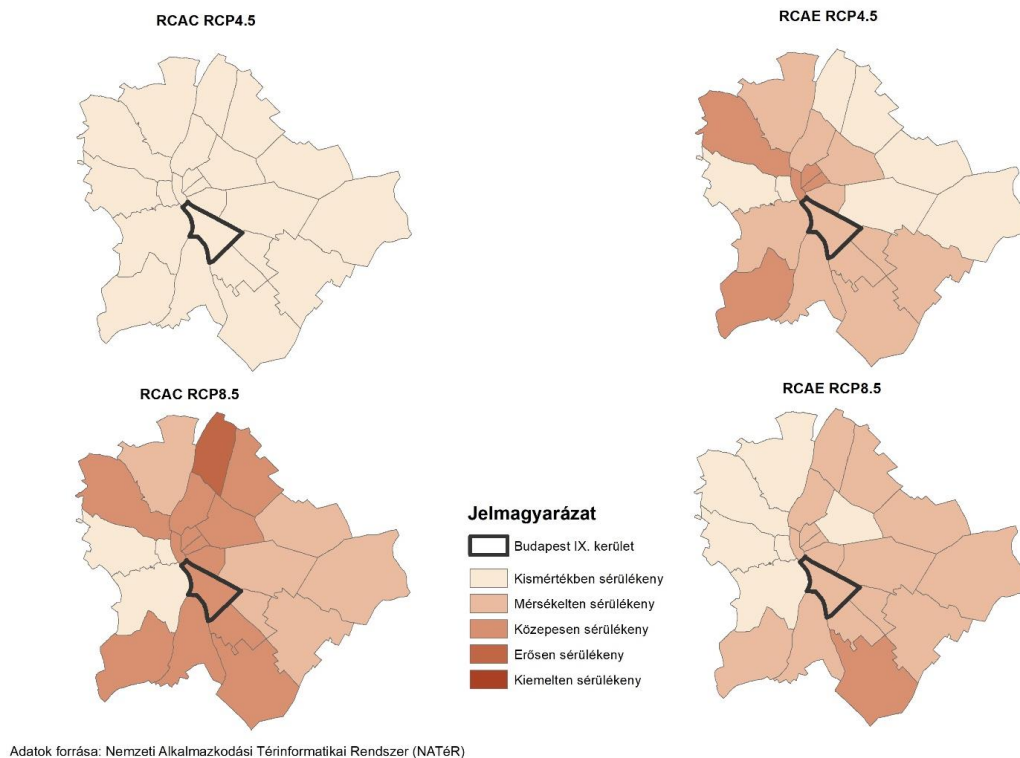 RCAC RCP4.5
RCAE RCP4.5
RCAC RCP8.5
RCAE RCP8.5
Jelmagyarázat
Budapest IX. kerület
Kismértékben sérülékeny
Mérsékelten sérülékeny
Közepesen sérülékeny
Erősen sérülékeny
Kiemelten sérülékeny
Adatok forrása: Nemzeti Alkalmazkodási Térinformatikai Rendszer (NATéR)